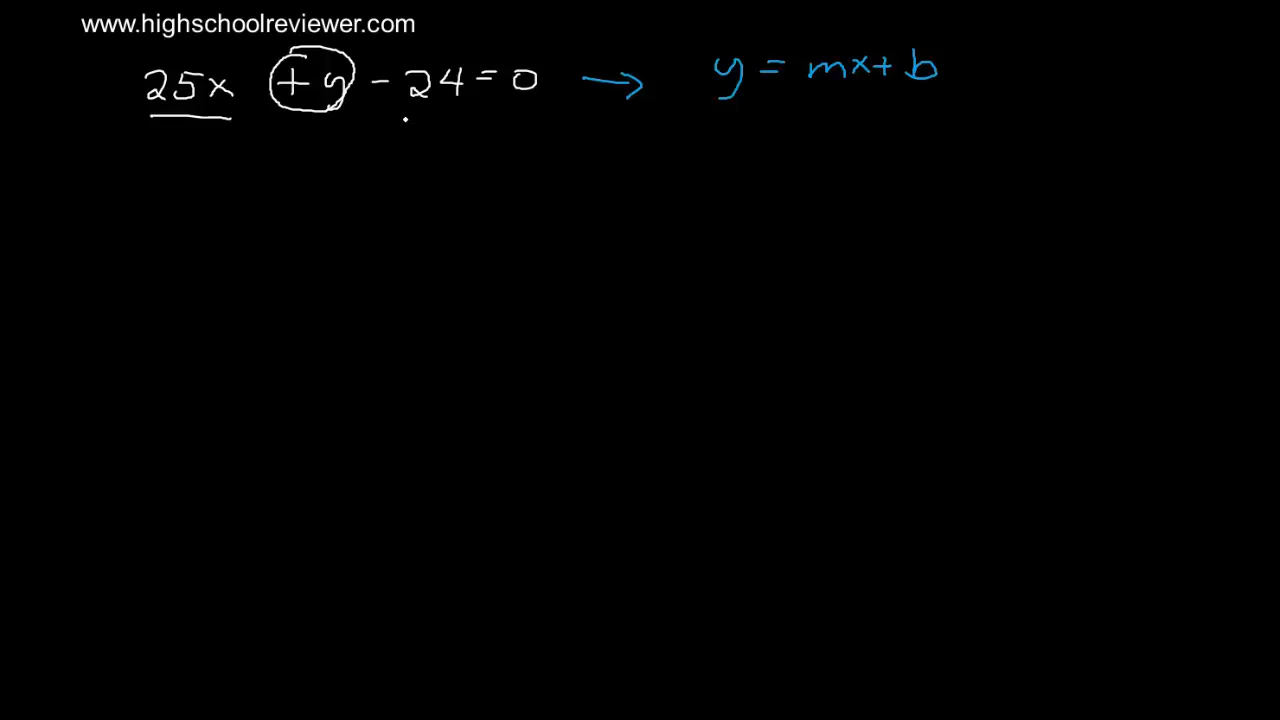 www.highschoolreviewer.com
25x + y - 24 = 0 → y = mx + b